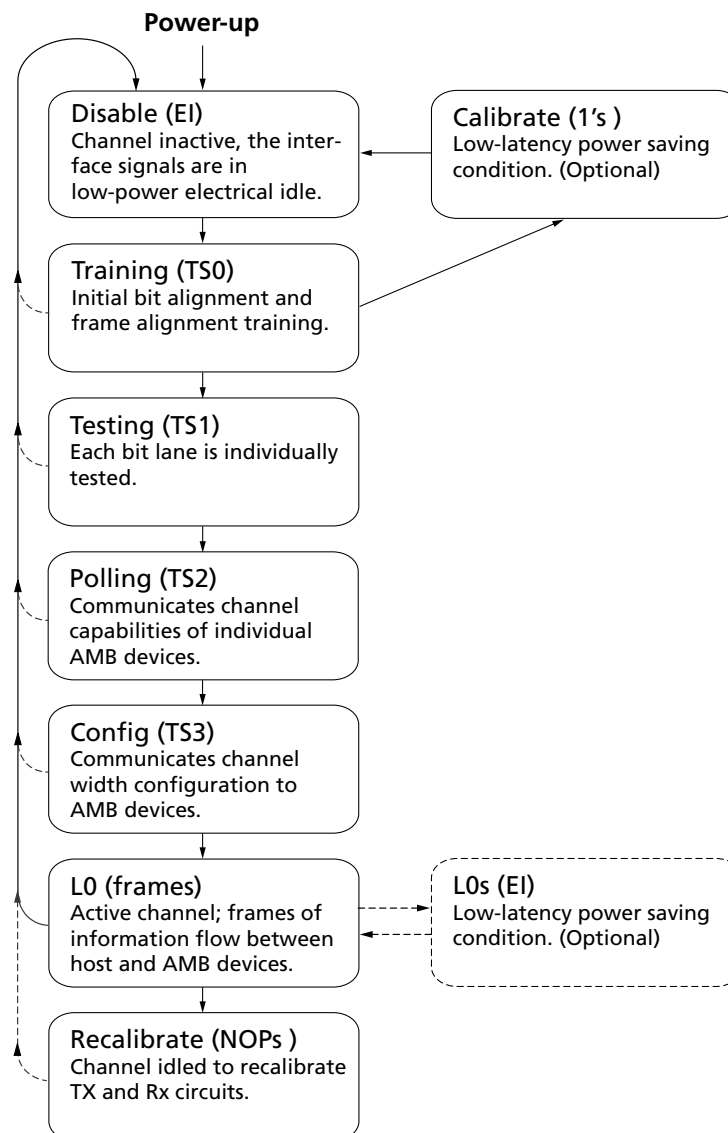 Power-up
Disable (EI)
Channel inactive, the inter-
face signals are in
low-power electrical idle.
Calibrate (1's )
Low-latency power saving
condition. (Optional)
Training (TS0)
Initial bit alignment and
frame alignment training.
Testing (TS1)
Each bit lane is individually
tested.
Polling (TS2)
Communicates channel
capabilities of individual
AMB devices.
Config (TS3)
Communicates channel
width configuration to
AMB devices.
L0 (frames)
Active channel; frames of
information flow between
host and AMB devices.
L0s (EI)
Low-latency power saving
condition. (Optional)
Recalibrate (NOPs )
Channel idled to recalibrate
TX and Rx circuits.